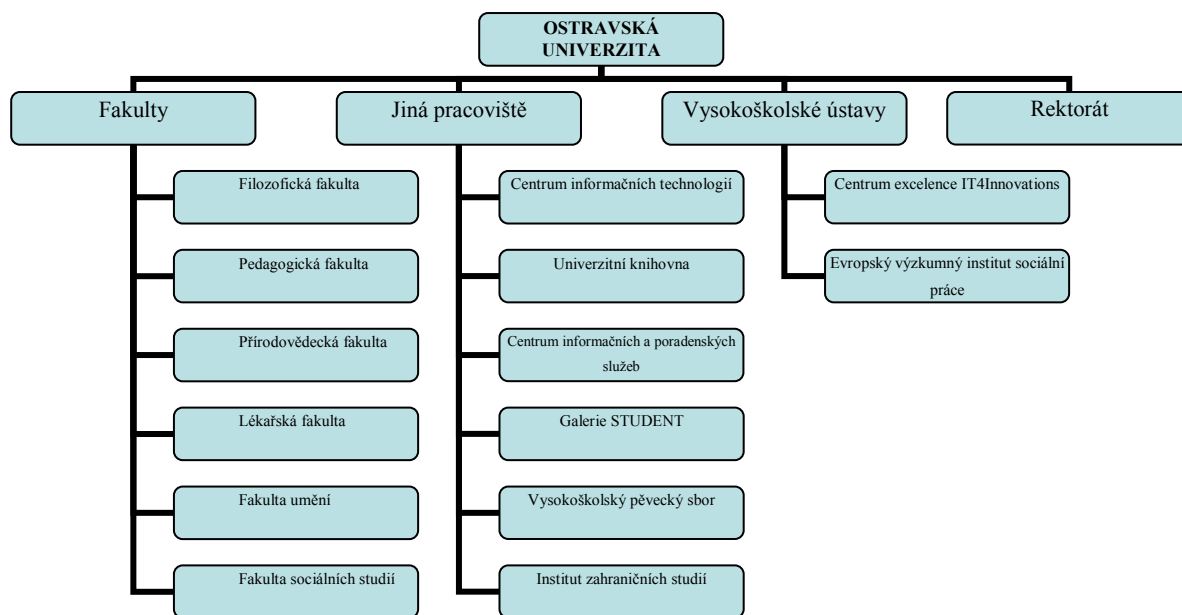 OSTRAVSKÁ
UNIVERZITA
Fakulty
Jiná pracoviště
Vysokoškolské ústavy
Rektorát
Filozofická fakulta
Pedagogická fakulta
Přírodovědecká fakulta
Lékařská fakulta
Fakulta umění
Fakulta sociálních studií
Centrum informačních technologií
Univerzitní knihovna
Centrum informačních a poradenských
služeb
Galerie STUDENT
Vysokoškolský pěvecký sbor
Institut zahraničních studií
Centrum excelence IT4Innovations
Evropský výzkumný institut sociální
práce